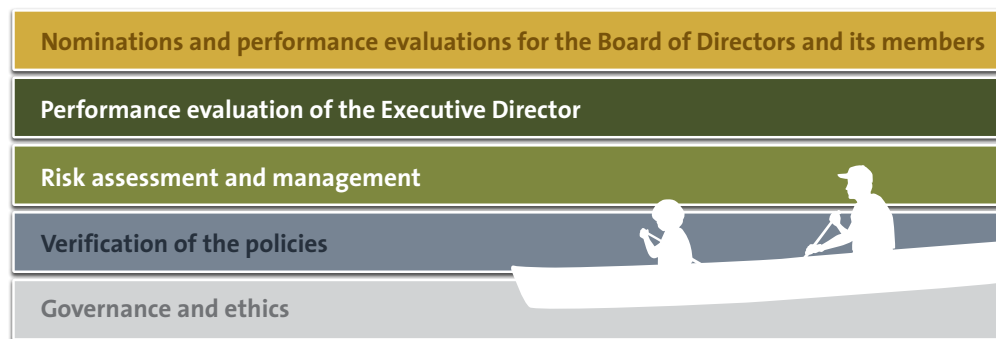 Nominations and performance evaluations for the Board of Directors and its members
Performance evaluation of the Executive Director
Risk assessment and management
Verification of the policies
Governance and ethics